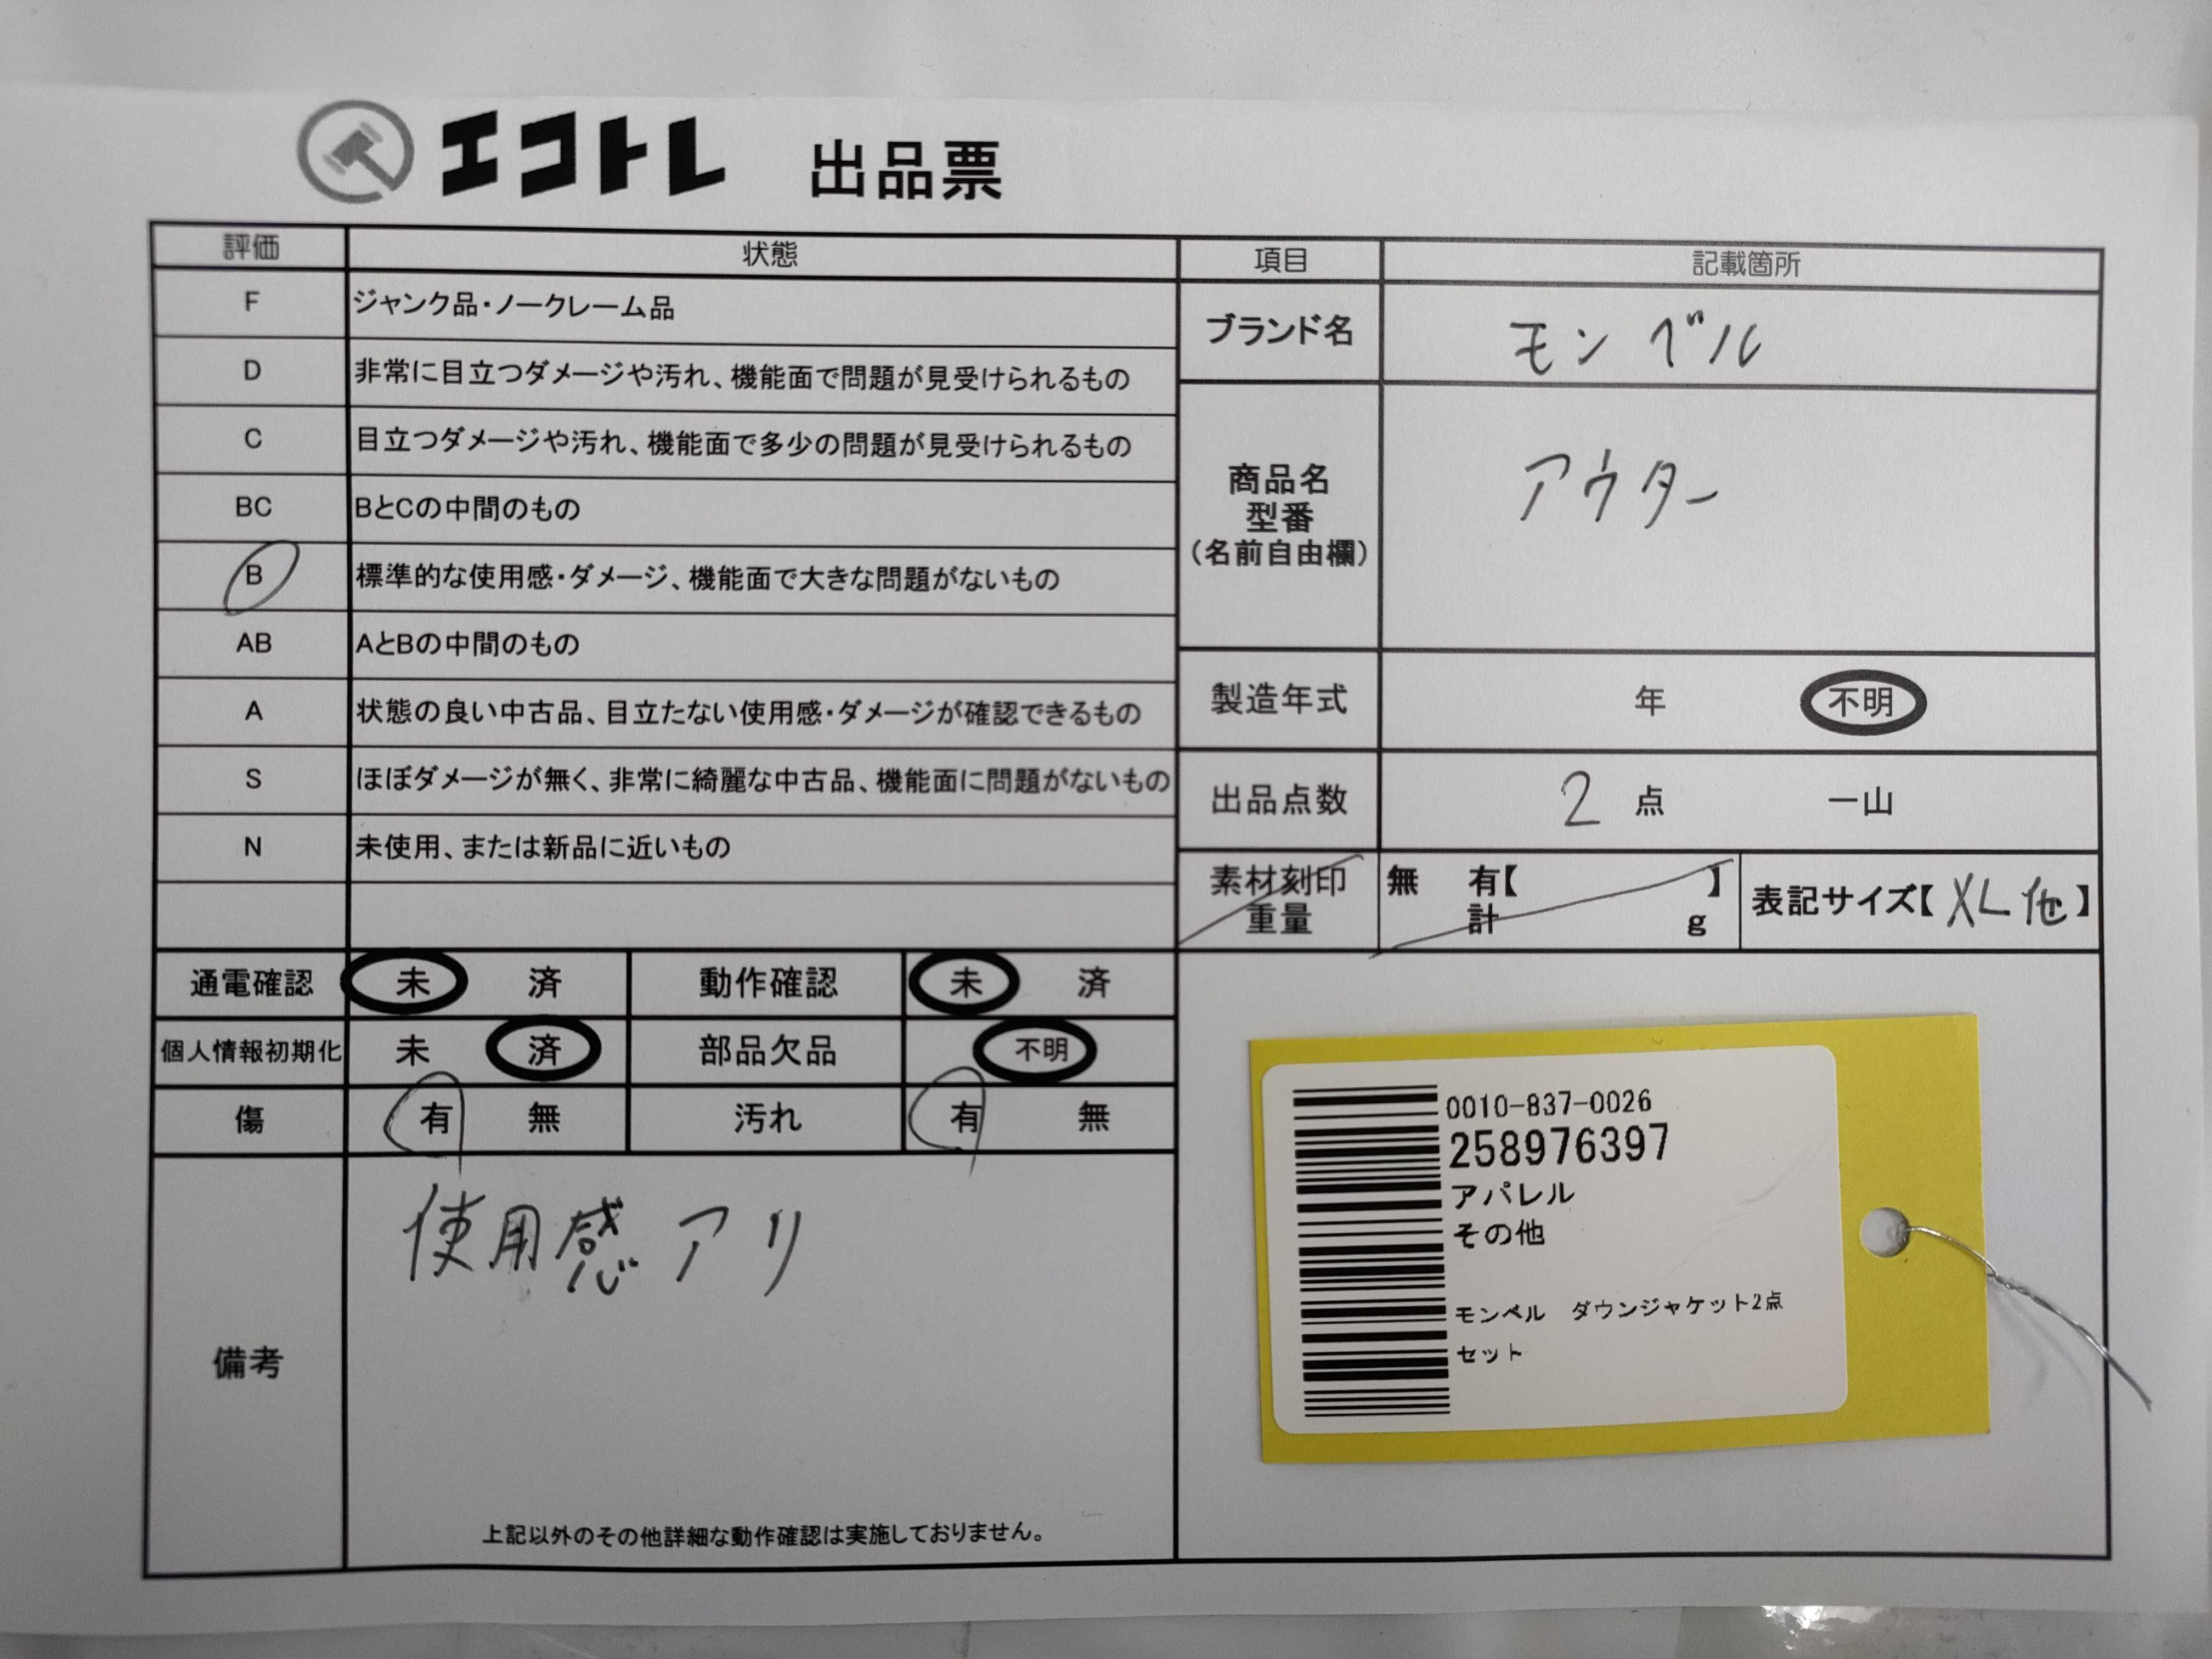 エコトレ 出品票
評価 状態
F ジャンク品・ノークレーム品
D 非常に目立つダメージや汚れ、機能面で問題が見受けられるもの
C 目立つダメージや汚れ、機能面で多少の問題が見受けられるもの
BC BとCの中間のもの
B 標準的な使用感・ダメージ、機能面で大きな問題がないもの
AB AとBの中間のもの
A 状態の良い中古品、目立たない使用感・ダメージが確認できるもの
S ほぼダメージが無く、非常に綺麗な中古品、機能面に問題がないもの
N 未使用、または新品に近いもの
通電確認 未 済 動作確認 未 済
個人情報初期化 未 済 部品欠品 不明
傷 有 無 汚れ 有 無
備考
使用感アリ
上記以外のその他詳細な動作確認は実施しておりません。
項目 記載箇所
ブランド名 モンベル
商品名
型番
(名前自由欄)
アウター
製造年式 年 不明
出品点数 2 点 一山
素材刻印 無 有【 】
重量 計 g
表記サイズ【XL他】
0010-837-0026
258976397
アパレル
その他
モンベル ダウンジャケット2点
セット